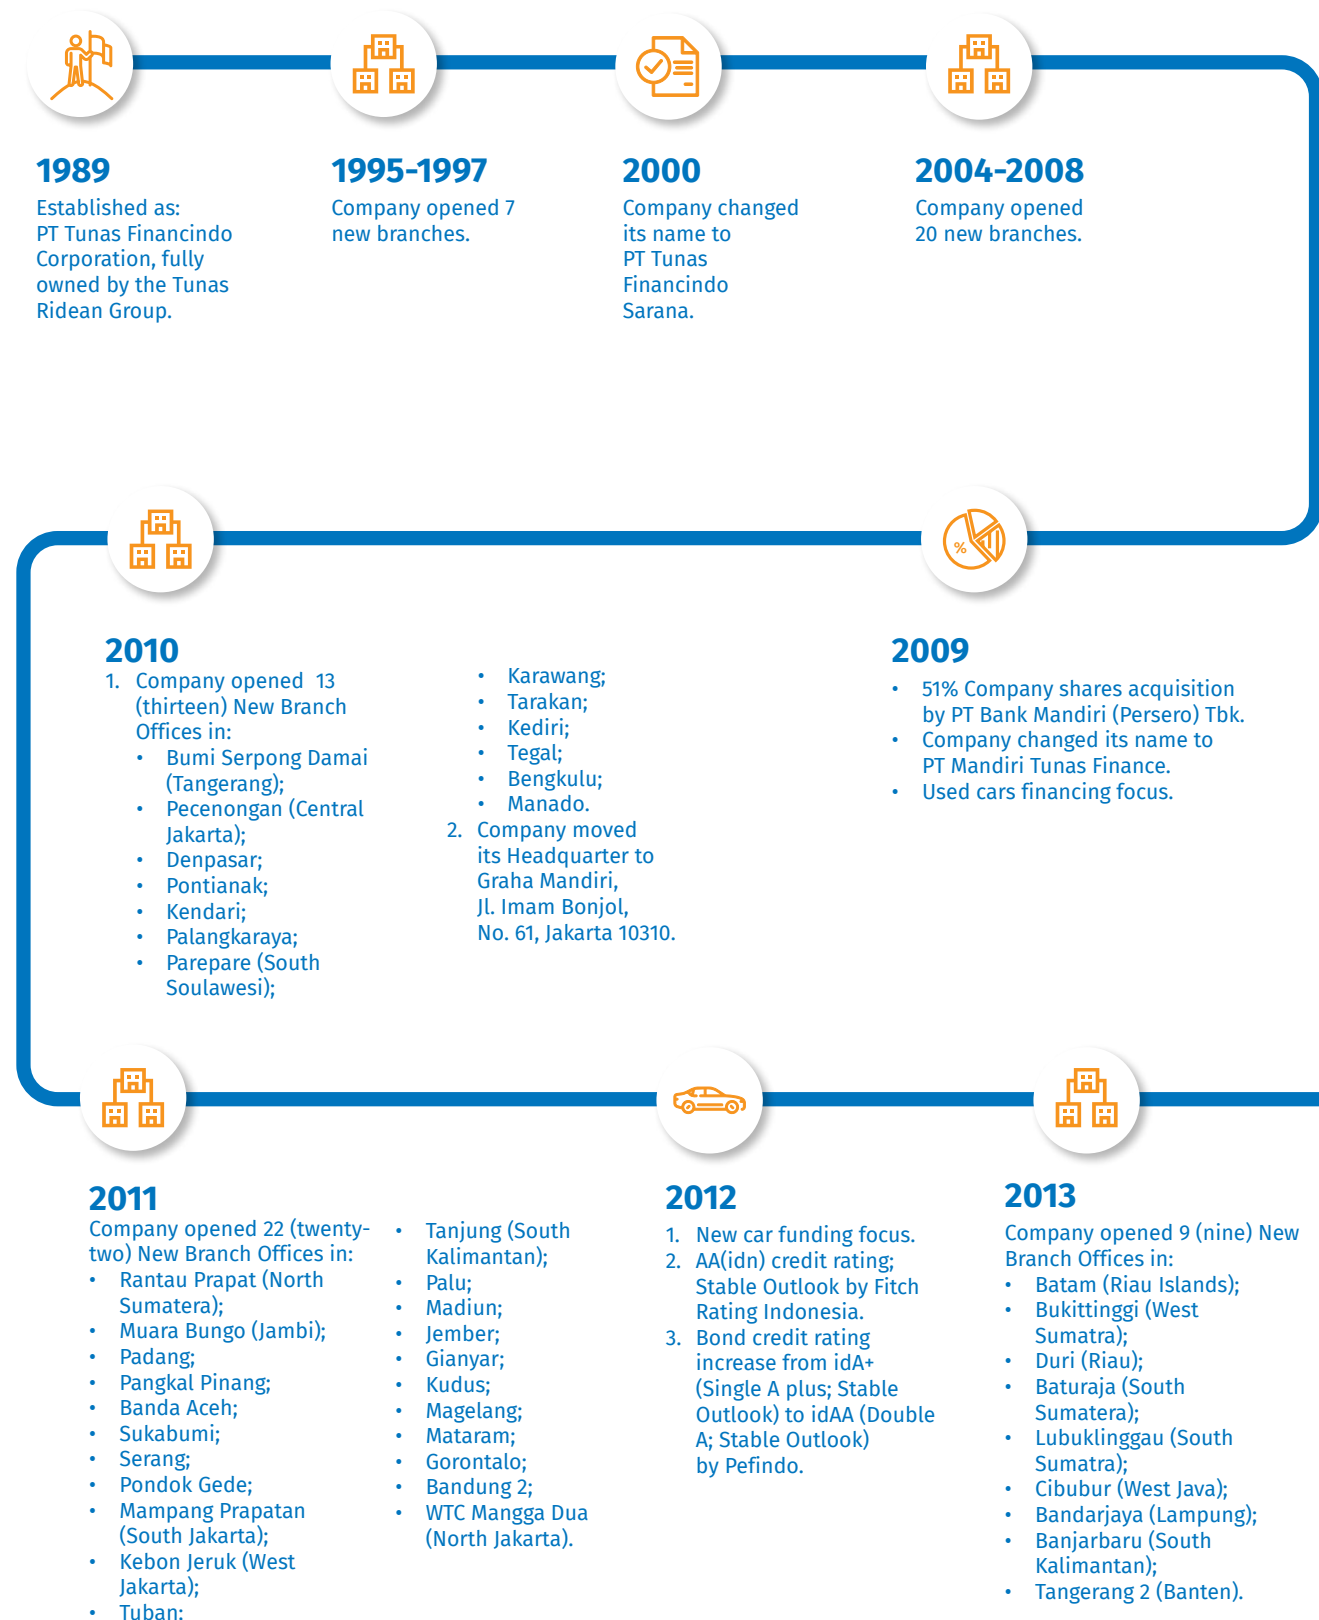 1989
Established as:
PT Tunas Financindo
Corporation, fully
owned by the Tunas
Ridean Group.
1995-1997
Company opened 7
new branches.
2000
Company changed
its name to
PT Tunas
Financindo
Sarana.
2004-2008
Company opened
20 new branches.
%
2010
1. Company opened 13
(thirteen) New Branch
Offices in:
• Bumi Serpong Damai
(Tangerang);
• Pecenongan (Central
Jakarta);
• Denpasar;
• Pontianak;
• Kendari;
• Palangkaraya;
• Parepare (South
Soulawesi);
• Karawang;
• Tarakan;
• Kediri;
• Tegal;
• Bengkulu;
• Manado.
2. Company moved
its Headquarter to
Graha Mandiri,
Jl. Imam Bonjol,
No. 61, Jakarta 10310.
2009
• 51% Company shares acquisition
by PT Bank Mandiri (Persero) Tbk.
• Company changed its name to
PT Mandiri Tunas Finance.
• Used cars financing focus.
2011
Company opened 22 (twenty-
two) New Branch Offices in:
• Rantau Prapat (North
Sumatera);
• Muara Bungo (Jambi);
• Padang;
• Pangkal Pinang;
• Banda Aceh;
• Sukabumi;
• Serang;
• Pondok Gede;
• Mampang Prapatan
(South Jakarta);
• Kebon Jeruk (West
Jakarta);
• Tuban;
• Tanjung (South
Kalimantan);
• Palu;
• Madiun;
• Jember;
• Gianyar;
• Kudus;
• Magelang;
• Mataram;
• Gorontalo;
• Bandung 2;
• WTC Mangga Dua
(North Jakarta).
2012
1. New car funding focus.
2. AA(idn) credit rating;
Stable Outlook by Fitch
Rating Indonesia.
3. Bond credit rating
increase from idA+
(Single A plus; Stable
Outlook) to idAA (Double
A; Stable Outlook)
by Pefindo.
2013
Company opened 9 (nine) New
Branch Offices in:
• Batam (Riau Islands);
• Bukittinggi (West
Sumatra);
• Duri (Riau);
• Baturaja (South
Sumatera);
• Lubuklinggau (South
Sumatra);
• Cibubur (West Java);
• Bandarjaya (Lampung);
• Banjarbaru (South
Kalimantan);
• Tangerang 2 (Banten).